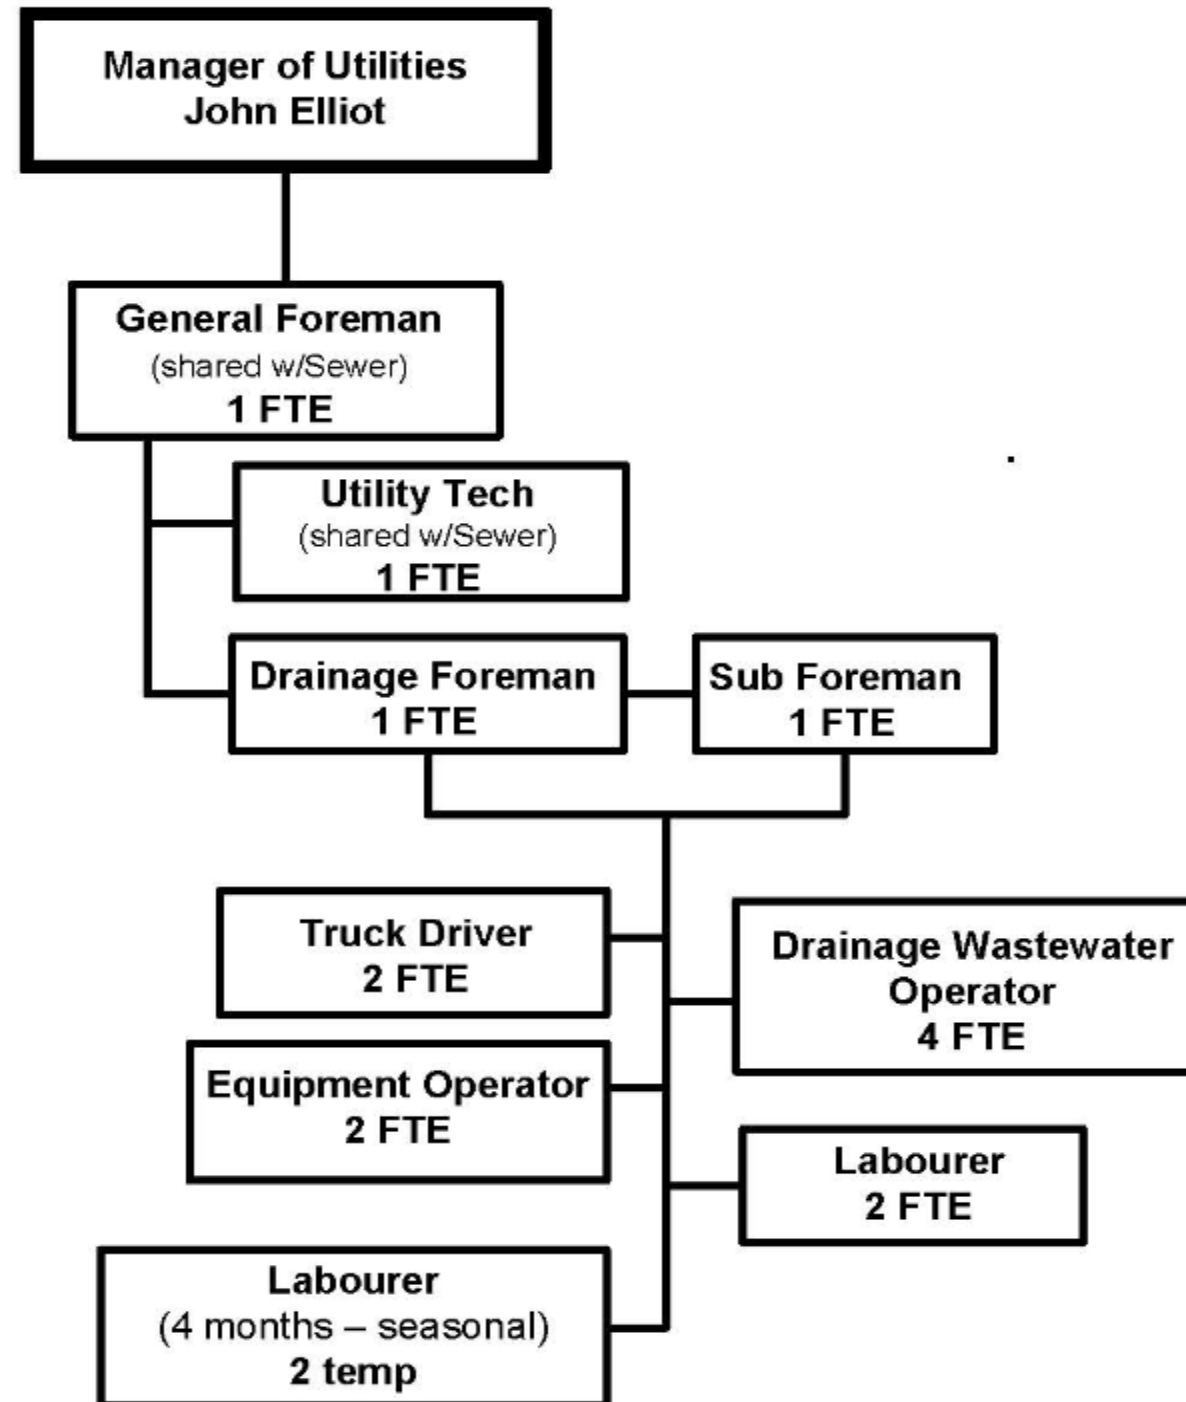 Manager of Utilities
John Elliot
General Foreman
(shared w/Sewer)
1 FTE
Utility Tech
(shared w/Sewer)
1 FTE
Drainage Foreman
1 FTE
Sub Foreman
1 FTE
Truck Driver
2 FTE
Drainage Wastewater
Operator
4 FTE
Equipment Operator
2 FTE
Labourer
2 FTE
Labourer
(4 months – seasonal)
2 temp